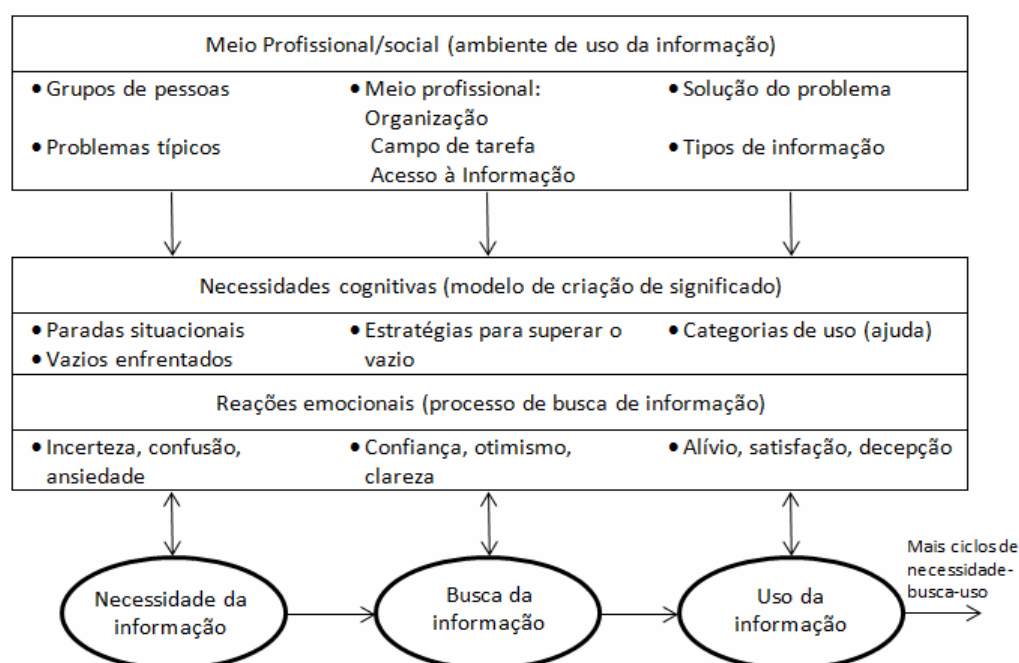 Meio Profissional/social (ambiente de uso da informação)
• Grupos de pessoas
• Problemas típicos
• Meio profissional:
Organização
Campo de tarefa
Acesso à Informação
• Solução do problema
• Tipos de informação
Necessidades cognitivas (modelo de criação de significado)
• Paradas situacionais
• Vazios enfrentados
• Estratégias para superar o
vazio
• Categorias de uso (ajuda)
Reações emocionais (processo de busca de informação)
• Incerteza, confusão,
ansiedade
• Confiança, otimismo,
clareza
• Alívio, satisfação, decepção
Necessidade da
informação
Busca da
informação
Uso da
informação
Mais ciclos de
necessidade-
busca-uso